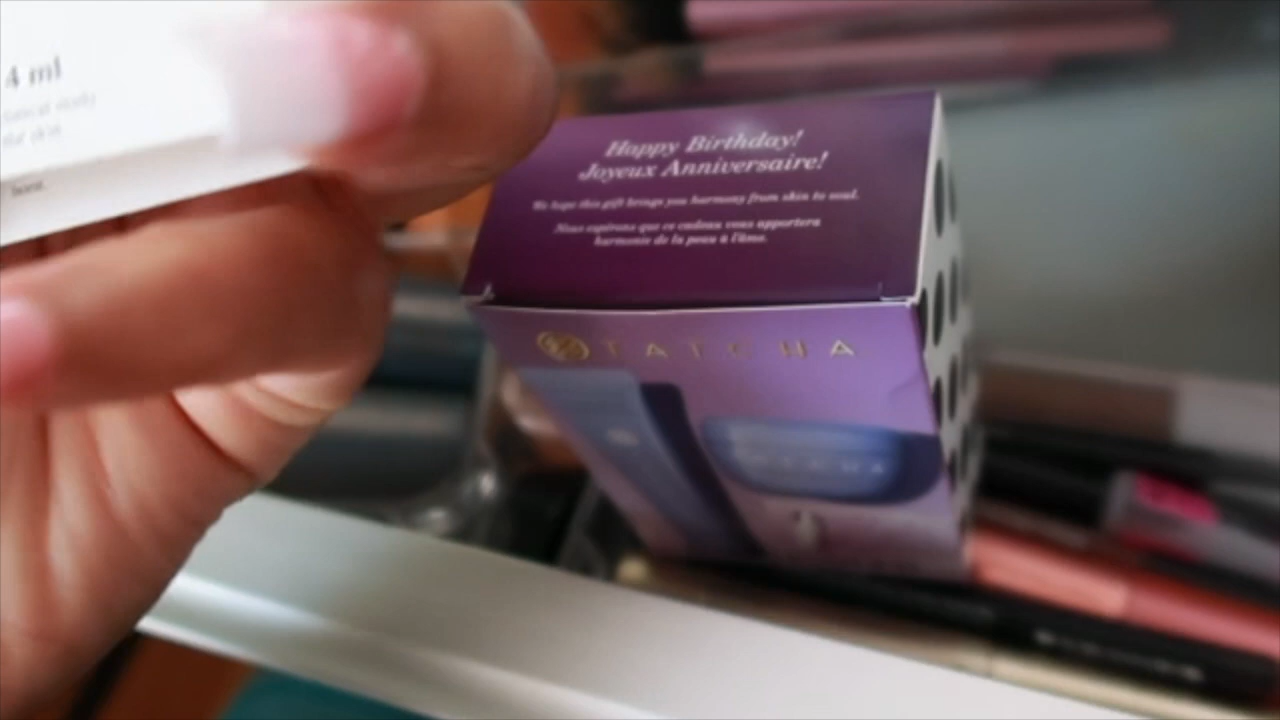 4 ml
Happy Birthday!
Joyeux Anniversaire!
We hope this gift brings you harmony from skin to soul.
Nous espérons que ce cadeau vous apportera
harmonie de la peau à l'âme.
TATCHA